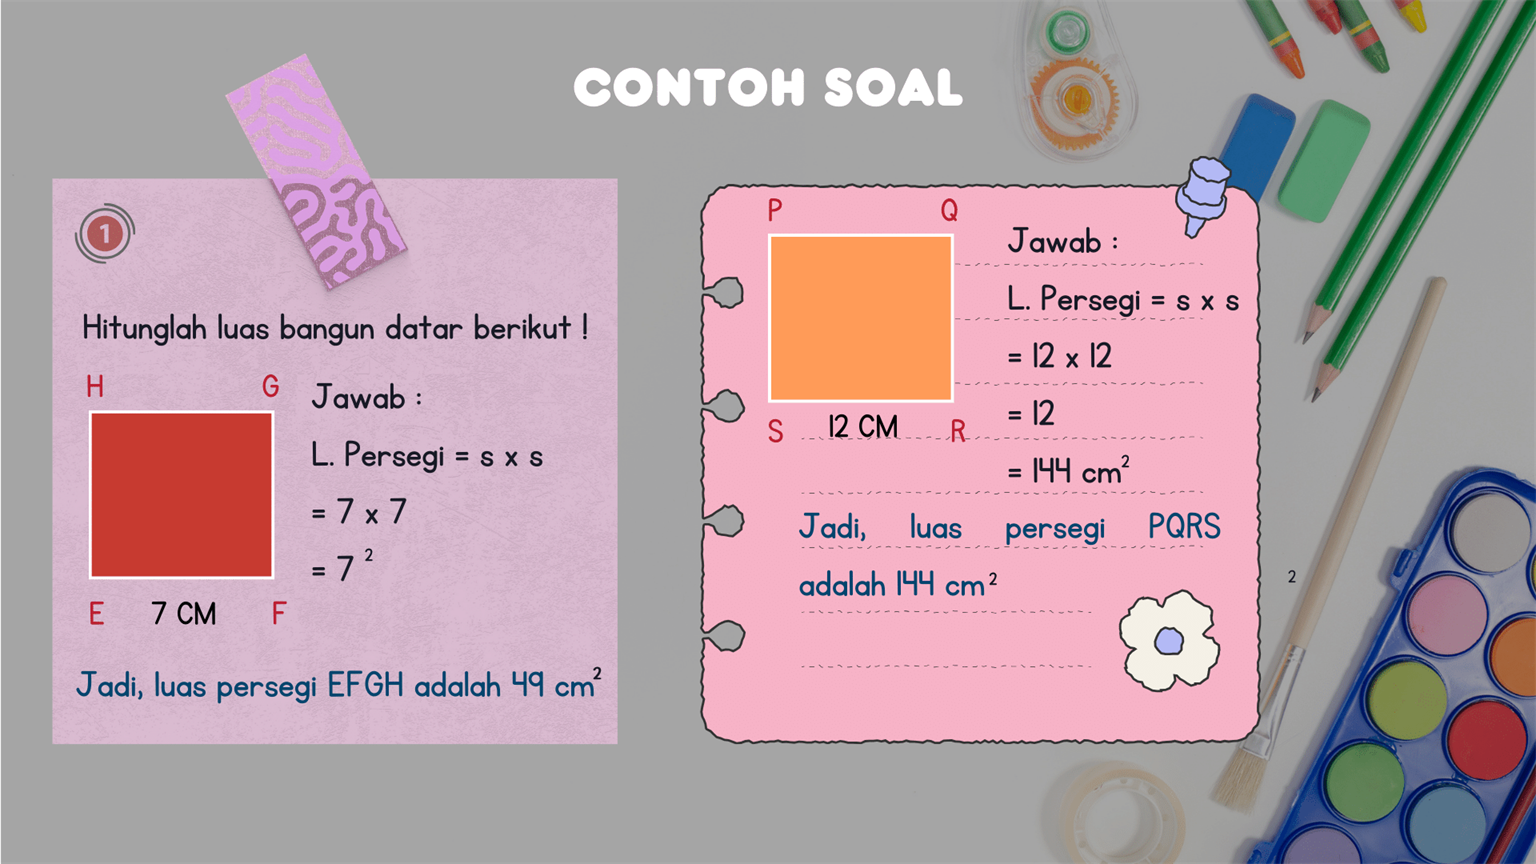 CONTOH SOAL
1
Hitunglah luas bangun datar berikut !
H G
Jawab :
L. Persegi = s x s
= 7 x 7
= 7 ²
E 7 CM F
Jadi, luas persegi EFGH adalah 49 cm²
P Q
S 12 CM R
Jawab :
L. Persegi = s x s
= 12 x 12
= 12
= 144 cm²
Jadi, luas persegi PQRS
adalah 144 cm²
2